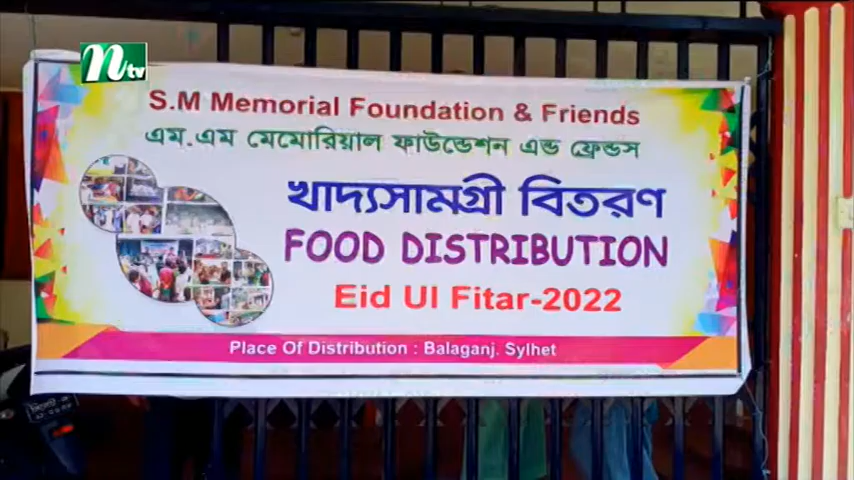 ntv
S.M Memorial Foundation & Friends
এম.এম মেমোরিয়াল ফাউন্ডেশন এন্ড ফ্রেন্ডস
খাদ্যসামগ্রী বিতরণ
FOOD DISTRIBUTION
Eid Ul Fitar-2022
Place Of Distribution : Balaganj. Sylhet